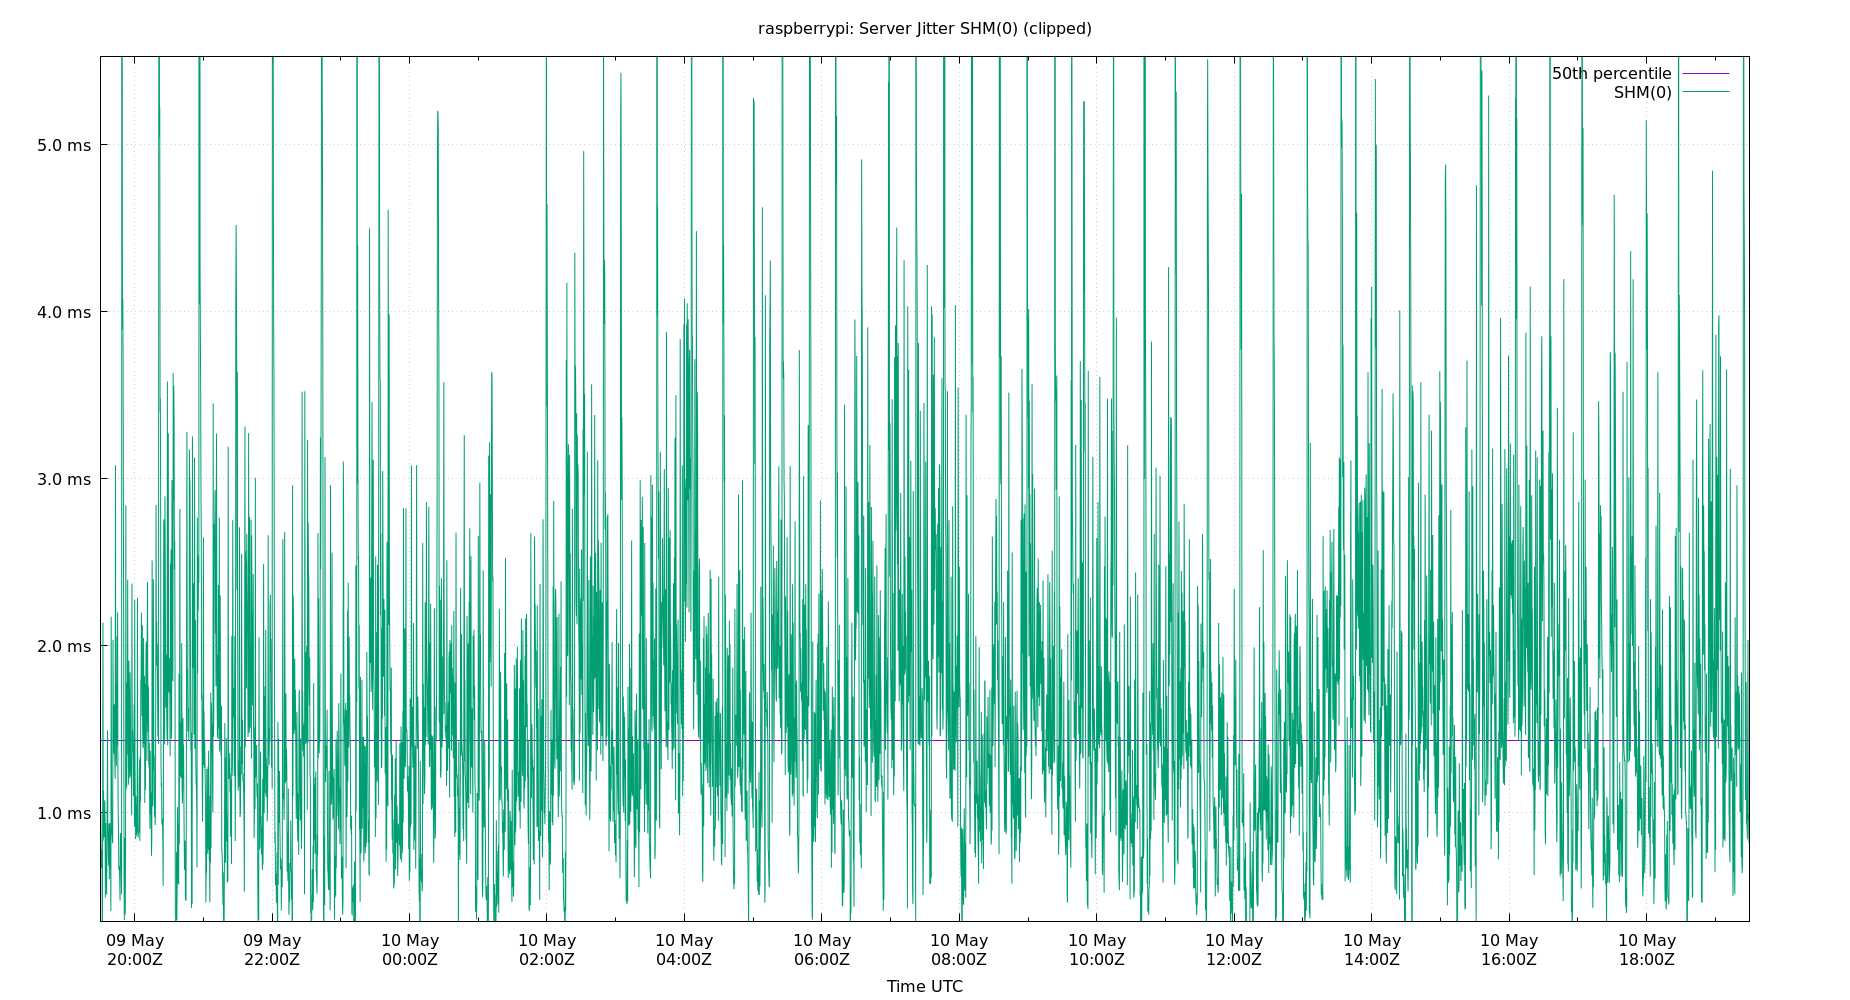 raspberrypi: Server Jitter SHM(0) (clipped)
50th percentile
SHM(0)
5.0 ms
4.0 ms
3.0 ms
2.0 ms
1.0 ms
09 May 09 May 10 May 10 May 10 May 10 May 10 May 10 May 10 May 10 May 10 May 10 May
20:00Z 22:00Z 00:00Z 02:00Z 04:00Z 06:00Z 08:00Z 10:00Z 12:00Z 14:00Z 16:00Z 18:00Z
Time UTC